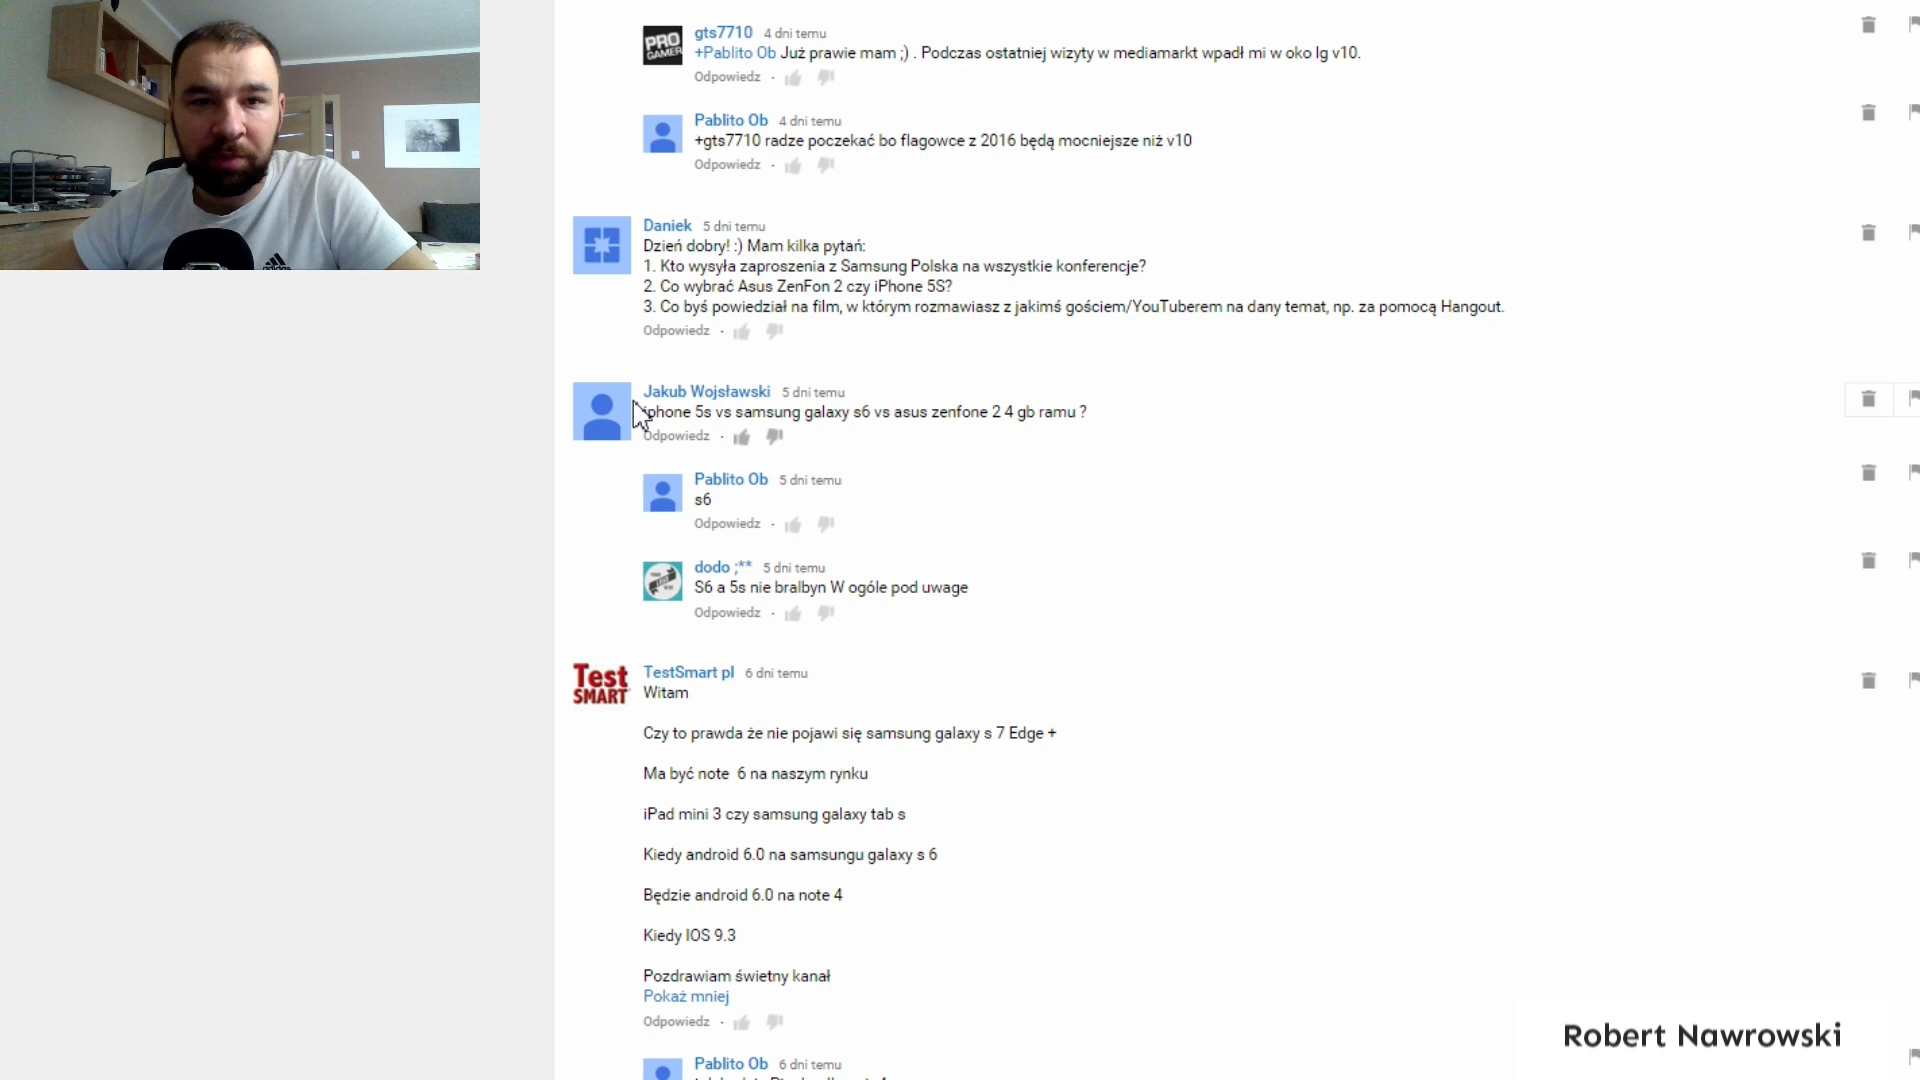 PRO
GAMER
gts7710 4 dni temu
+Pablito Ob Już prawie mam ;) . Podczas ostatniej wizyty w mediamarkt wpadł mi w oko lg v10.
Odpowiedz ·
Pablito Ob 4 dni temu
+gts7710 radze poczekać bo flagowce z 2016 będą mocniejsze niż v10
Odpowiedz ·
Daniek 5 dni temu
Dzień dobry! :) Mam kilka pytań:
1. Kto wysyła zaproszenia z Samsung Polska na wszystkie konferencje?
2. Co wybrać Asus ZenFon 2 czy iPhone 5S?
3. Co byś powiedział na film, w którym rozmawiasz z jakimś gościem/YouTuberem na dany temat, np. za pomocą Hangout.
Odpowiedz ·
Jakub Wojsławski 5 dni temu
iphone 5s vs samsung galaxy s6 vs asus zenfone 2 4 gb ramu ?
Odpowiedz ·
Pablito Ob 5 dni temu
s6
Odpowiedz ·
dodo ;** 5 dni temu
S6 a 5s nie bralbyn W ogóle pod uwage
Odpowiedz ·
Test
SMART
TestSmart pl 6 dni temu
Witam
Czy to prawda że nie pojawi się samsung galaxy s 7 Edge +
Ma być note 6 na naszym rynku
iPad mini 3 czy samsung galaxy tab s
Kiedy android 6.0 na samsungu galaxy s 6
Będzie android 6.0 na note 4
Kiedy IOS 9.3
Pozdrawiam świetny kanał
Pokaż mniej
Odpowiedz ·
Pablito Ob 6 dni temu
adidas
Robert Nawrowski